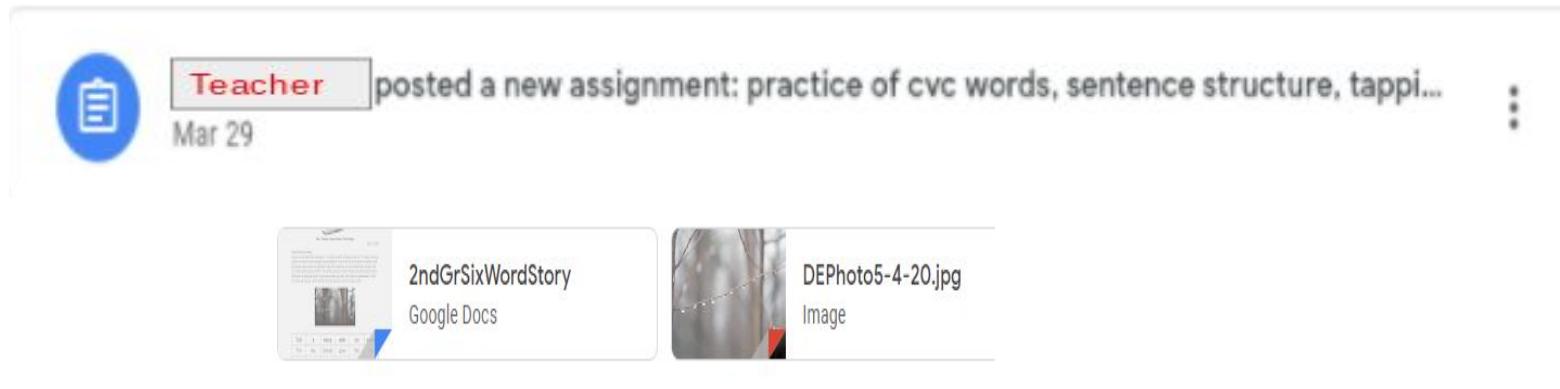 Teacher posted a new assignment: practice of cvc words, sentence structure, tappi...
Mar 29
2ndGrSixWordStory
Google Docs
DEPhoto5-4-20.jpg
Image